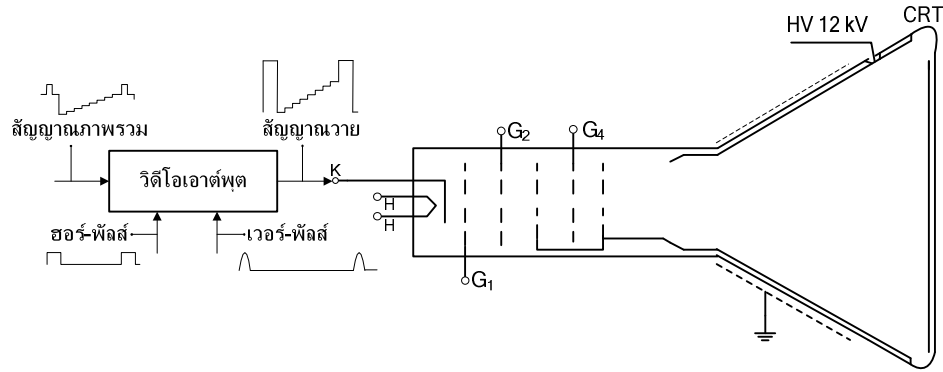 CRT
HV 12 kV
สัญญาณภาพรวม
สัญญาณวาย
วิดีโอเอาต์พุต
K
H
H
G2
G4
G1
ฮอร์-พัลส์
เวอร์-พัลส์